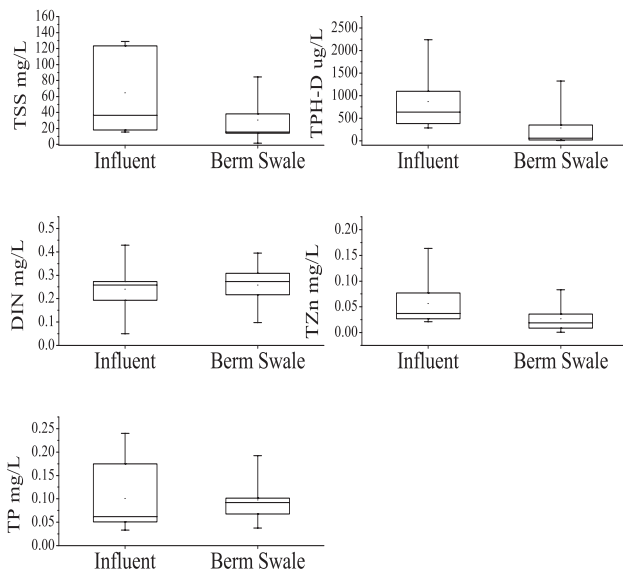 TSS mg/L
160
140
120
100
80
60
40
20
0
Influent
Berm Swale
TPH-D ug/L
2500
2000
1500
1000
500
0
Influent
Berm Swale
DIN mg/L
0.5
0.4
0.3
0.2
0.1
0.0
Influent
Berm Swale
TZn mg/L
0.20
0.15
0.10
0.05
0.00
Influent
Berm Swale
TP mg/L
0.25
0.20
0.15
0.10
0.05
0.00
Influent
Berm Swale